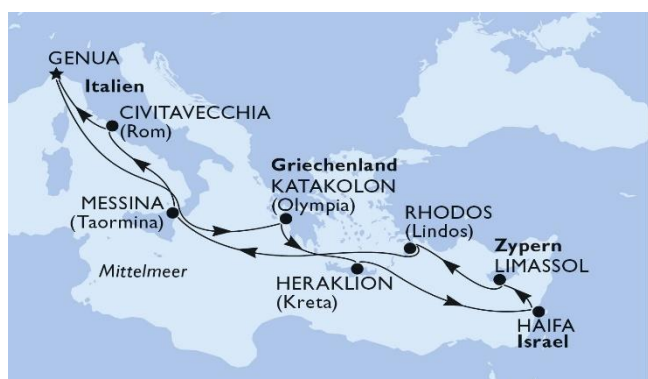 GENUA
Italien
CIVITAVECCHIA
(Rom)
Griechenland
KATAKOLON
(Olympia)
MESSINA
(Taormina)
RHODOS
(Lindos)
Zypern
LIMASSOL
Mittelmeer
HERAKLION
(Kreta)
HAIFA
Israel